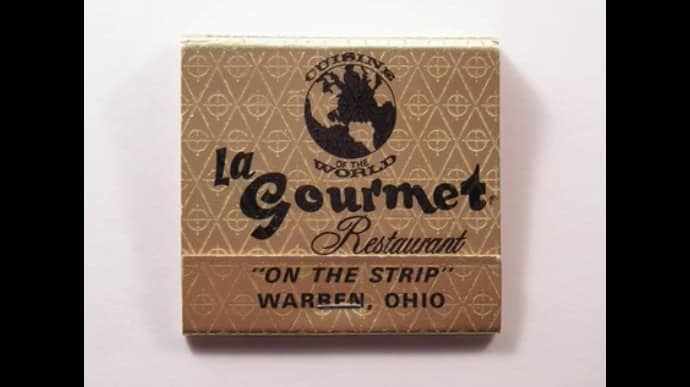 CUISINE
OF THE
WORLD
La
Gourmet
Restaurant
"ON THE STRIP"
WARREN, OHIO